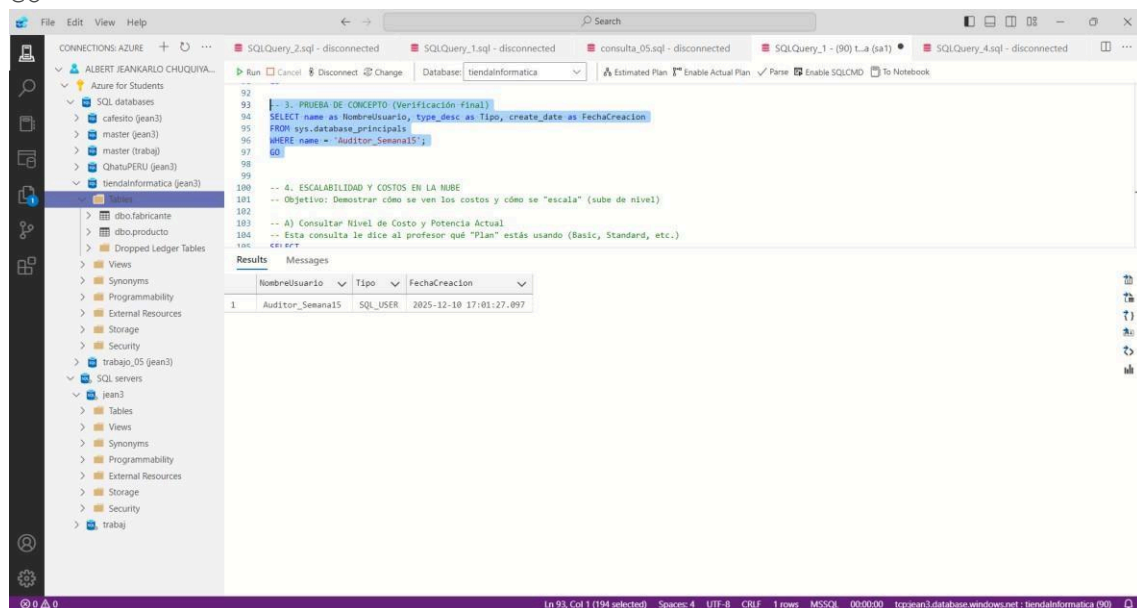 GO
File Edit View Help
Search
CONNECTIONS: AZURE
SQLQuery_2.sql - disconnected
SQLQuery_1.sql - disconnected
consulta_05.sql - disconnected
SQLQuery_1 - (90) t...a (sa1)
SQLQuery_4.sql - disconnected
Run Cancel Disconnect Change Database: tiendaInformatica Estimated Plan Enable Actual Plan Parse Enable SQLCMD To Notebook
ALBERT JEANKARLO CHUQUIYA...
Azure for Students
SQL databases
cafesito (jean3)
master (jean3)
master (trabaj)
QhatuPERU (jean3)
tiendaInformatica (jean3)
Tables
dbo.fabricante
dbo.producto
Dropped Ledger Tables
Views
Synonyms
Programmability
External Resources
Storage
Security
trabajo_05 (jean3)
SQL servers
jean3
Tables
Views
Synonyms
Programmability
External Resources
Storage
Security
trabaj
92
93 -- 3. PRUEBA DE CONCEPTO (Verificación final)
94 SELECT name as NombreUsuario, type_desc as Tipo, create_date as FechaCreacion
95 FROM sys.database_principals
96 WHERE name = 'Auditor_Semana15';
97 GO
98
99
100 -- 4. ESCALABILIDAD Y COSTOS EN LA NUBE
101 -- Objetivo: Demostrar cómo se ven los costos y cómo se "escala" (sube de nivel)
102
103 -- A) Consultar Nivel de Costo y Potencia Actual
104 -- Esta consulta le dice al profesor qué "Plan" estás usando (Basic, Standard, etc.)
105 SELECT
Results Messages
NombreUsuario Tipo FechaCreacion
1 Auditor_Semana15 SQL_USER 2025-12-10 17:01:27.097
0 0 Ln 93, Col 1 (194 selected) Spaces: 4 UTF-8 CRLF 1 rows MSSQL 00:00:00 tcp:jean3.database.windows.net : tiendaInformatica (90)